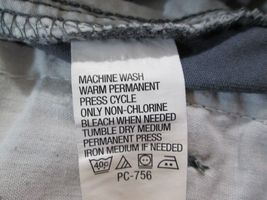 MACHINE WASH
WARM PERMANENT
PRESS CYCLE
ONLY NON-CHLORINE
BLEACH WHEN NEEDED
TUMBLE DRY MEDIUM
PERMANENT PRESS
IRON MEDIUM IF NEEDED
40c
PC-756